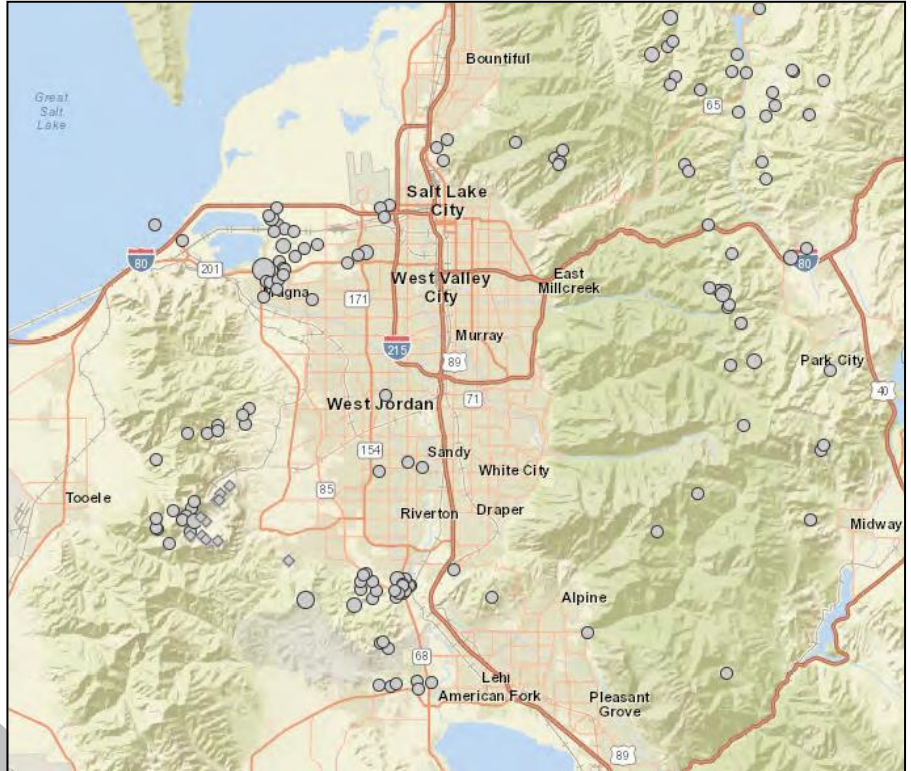 Bountiful
Great
Salt
Lake
65
Salt Lake
City
80
201
80
East
Millcreek
West Valley
City
171
Murray
215
89
Park City
40
West Jordan
71
154
Sandy
White City
85
Tooele
Riverton
Draper
Midway
Alpine
68
Lehi
American Fork
Pleasant
Grove
89